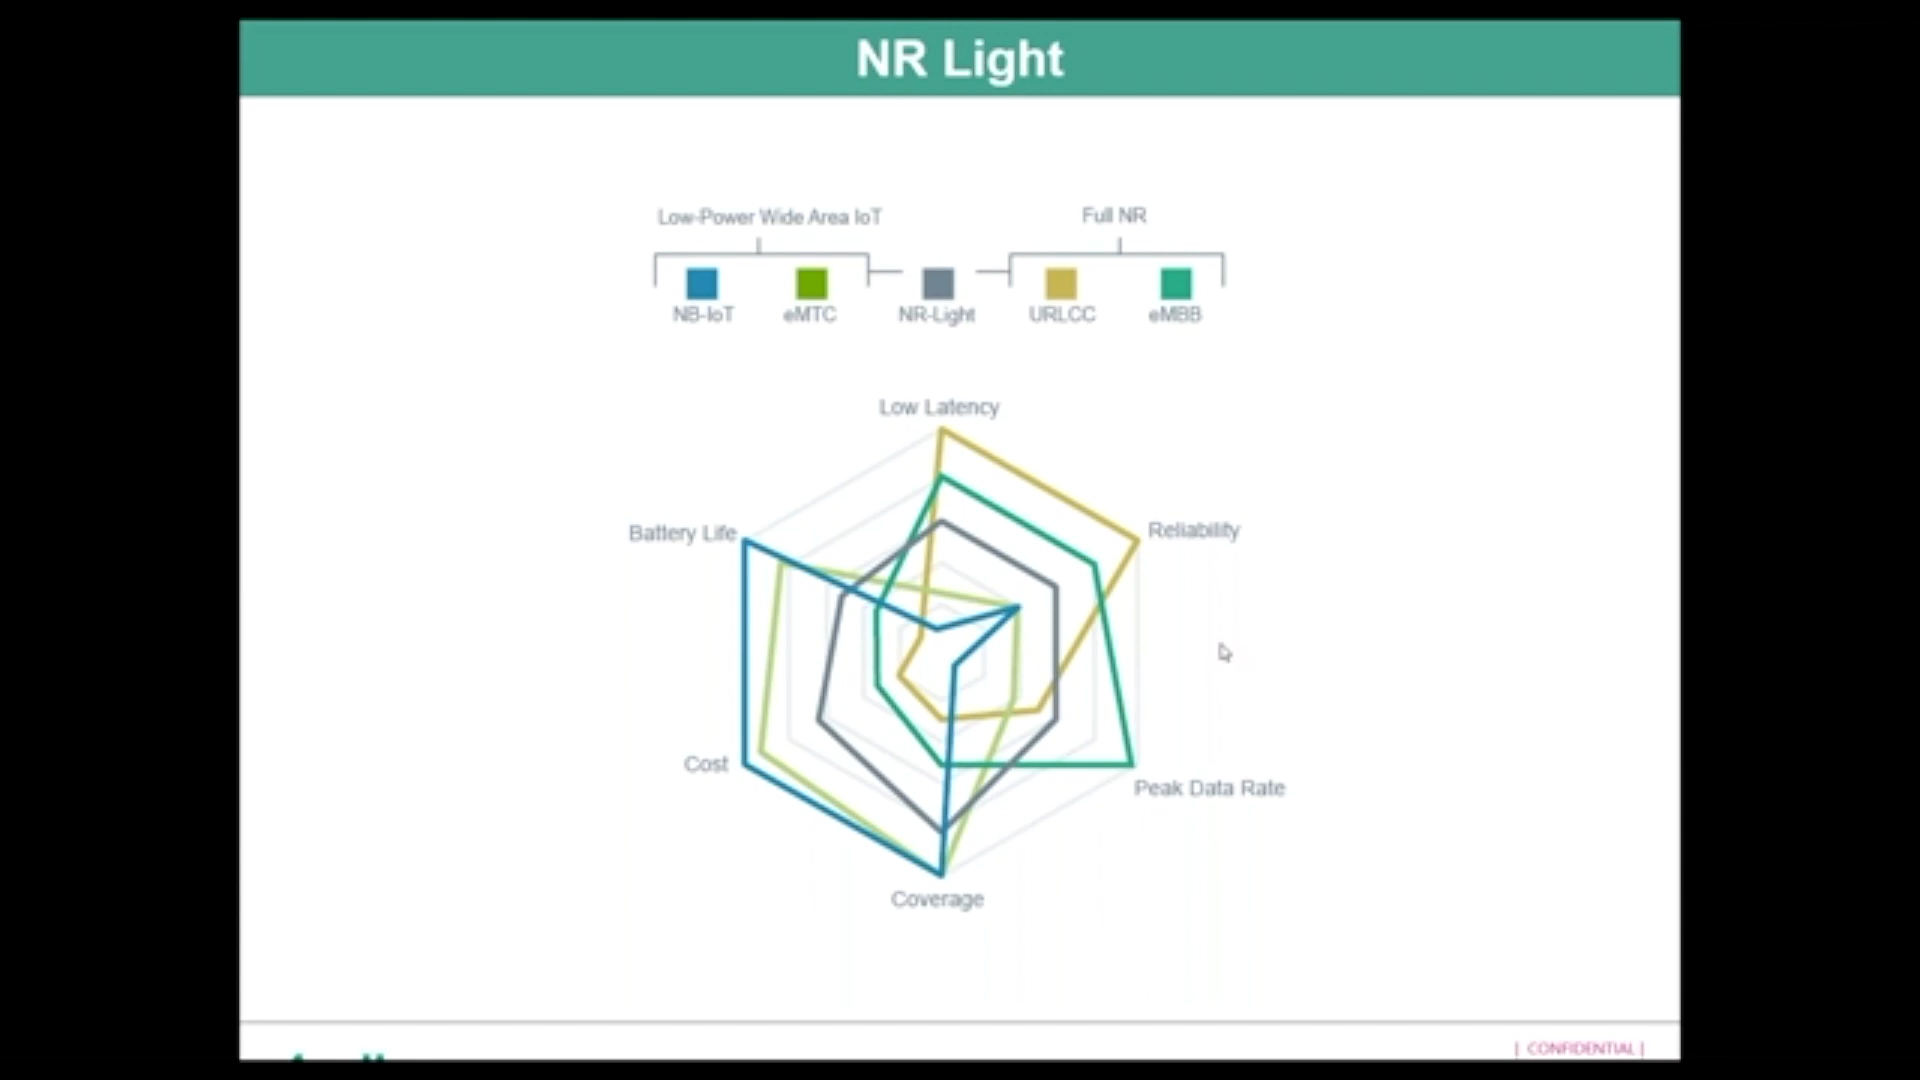 NR Light
Low-Power Wide Area IoT
Full NR
NB-IoT
eMTC
NR-Light
URLCC
eMBB
Low Latency
Battery Life
Reliability
Cost
Peak Data Rate
Coverage
| CONFIDENTIAL |